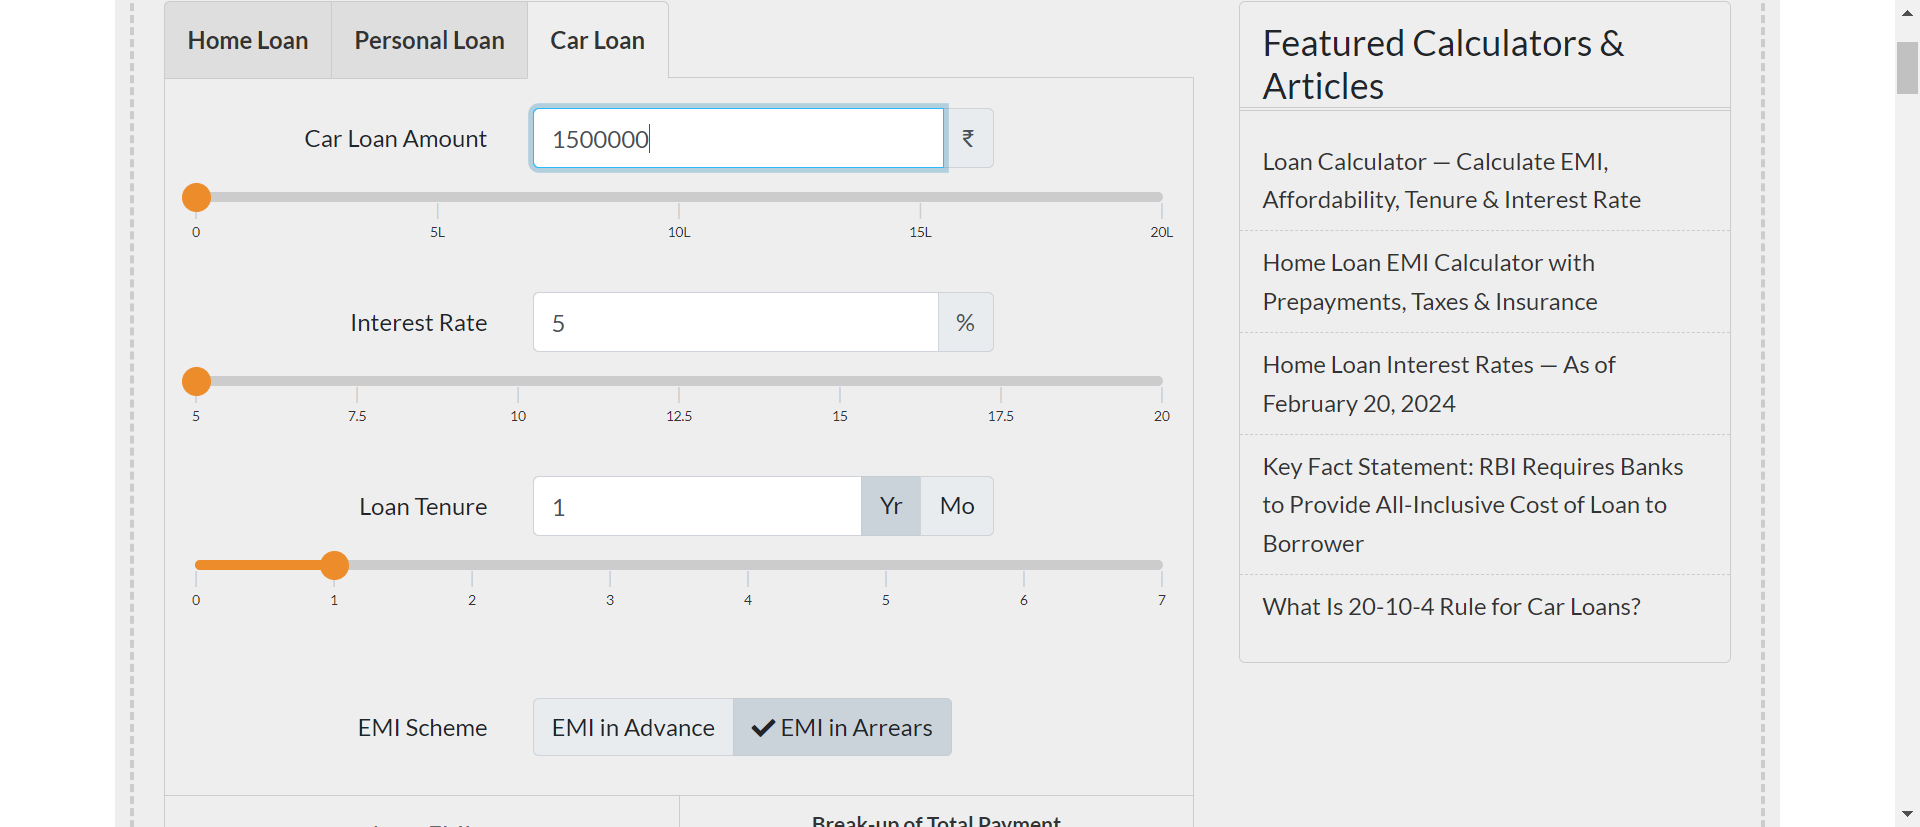 Home Loan
Personal Loan
Car Loan
Car Loan Amount
1500000
₹
0
5L
10L
15L
20L
Interest Rate
5
%
5
7.5
10
12.5
15
17.5
20
Loan Tenure
1
Yr
Mo
0
1
2
3
4
5
6
7
EMI Scheme
EMI in Advance
EMI in Arrears
Break-up of Total Payment
Featured Calculators &
Articles
Loan Calculator — Calculate EMI,
Affordability, Tenure & Interest Rate
Home Loan EMI Calculator with
Prepayments, Taxes & Insurance
Home Loan Interest Rates — As of
February 20, 2024
Key Fact Statement: RBI Requires Banks
to Provide All-Inclusive Cost of Loan to
Borrower
What Is 20-10-4 Rule for Car Loans?